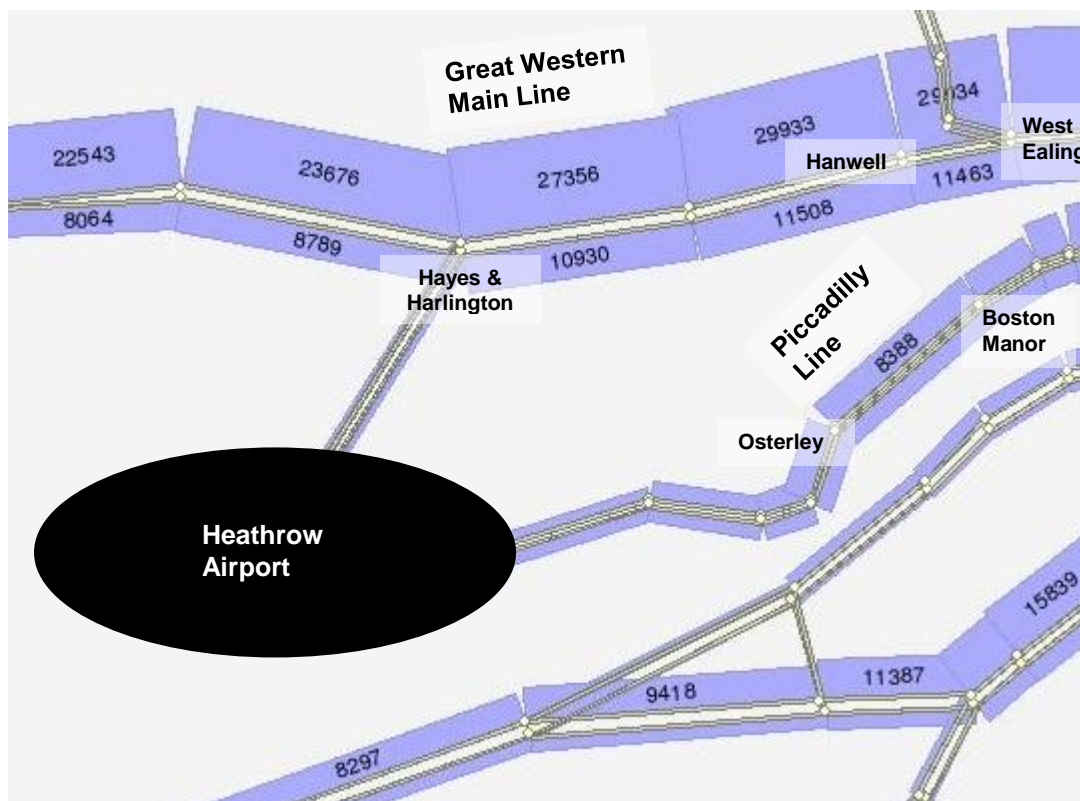 Great Western
Main Line
22543
23676
27356
29933
Hanwell
West
Ealing
11463
8064
8789
10930
11508
Hayes &
Harlington
Piccadilly
Line
8388
Boston
Manor
Osterley
Heathrow
Airport
15839
9418
11387
8297